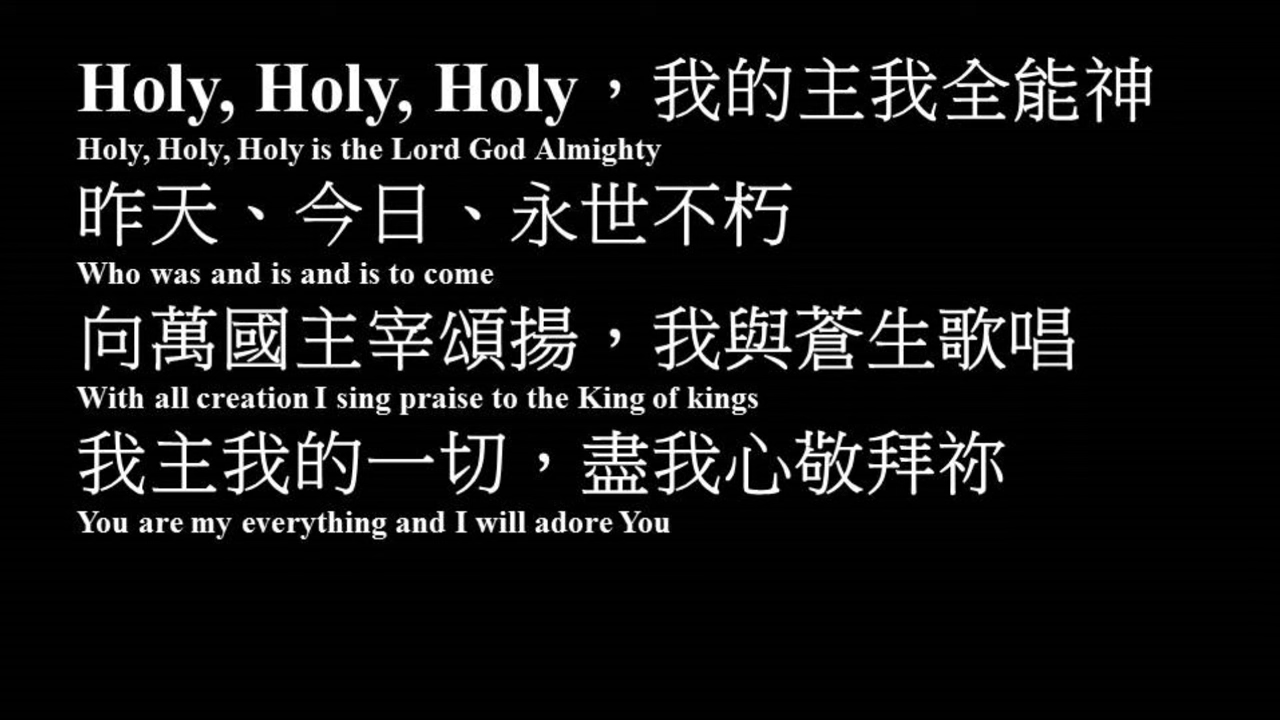 Holy, Holy, Holy，我的主我全能神
Holy, Holy, Holy is the Lord God Almighty
昨天、今日、永世不朽
Who was and is and is to come
向萬國主宰頌揚，我與蒼生歌唱
With all creation I sing praise to the King of kings
我主我的一切，盡我心敬拜祢
You are my everything and I will adore You